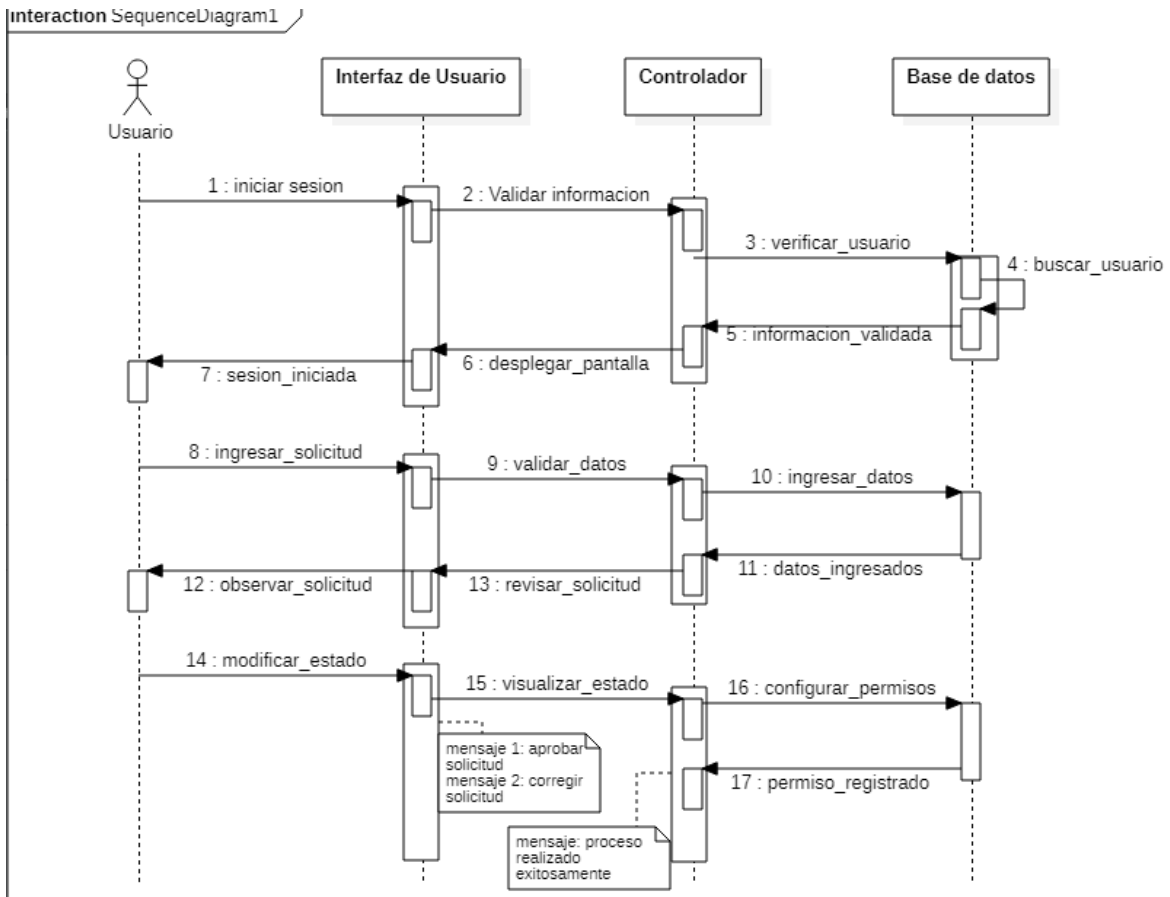 interaction SequenceDiagram1
Usuario
Interfaz de Usuario
Controlador
Base de datos
1 : iniciar sesion
2 : Validar informacion
3 : verificar_usuario
4 : buscar_usuario
5 : informacion_validada
6 : desplegar_pantalla
7 : sesion_iniciada
8 : ingresar_solicitud
9 : validar_datos
10 : ingresar_datos
11 : datos_ingresados
12 : observar_solicitud
13 : revisar_solicitud
14 : modificar_estado
15 : visualizar_estado
16 : configurar_permisos
mensaje 1: aprobar
solicitud
mensaje 2: corregir
solicitud
17 : permiso_registrado
mensaje: proceso
realizado
exitosamente